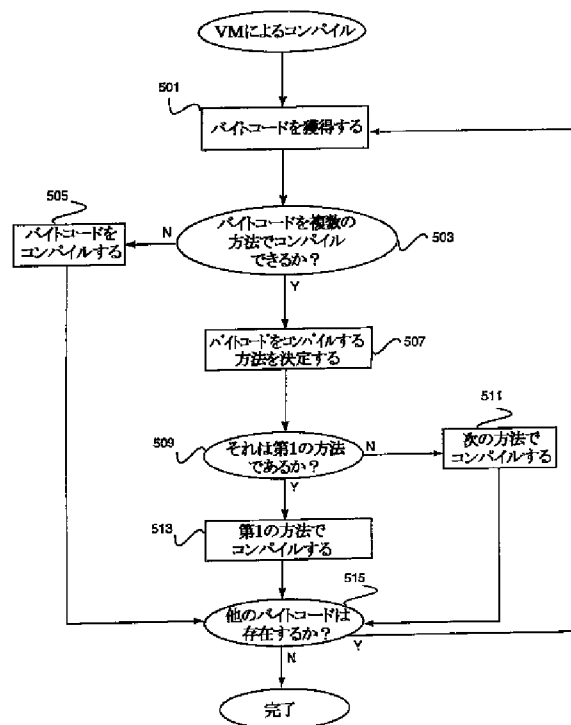 VMによるコンパイル
501
バイトコードを獲得する
505
バイトコードを
コンパイルする
N
バイトコードを複数の
方法でコンパイル
できるか？
503
Y
バイトコードをコンパイルする
方法を決定する
507
509
それは第1の方法
であるか？
N
511
次の方法で
コンパイルする
Y
513
第1の方法で
コンパイルする
515
他のバイトコードは
存在するか？
Y
N
完了